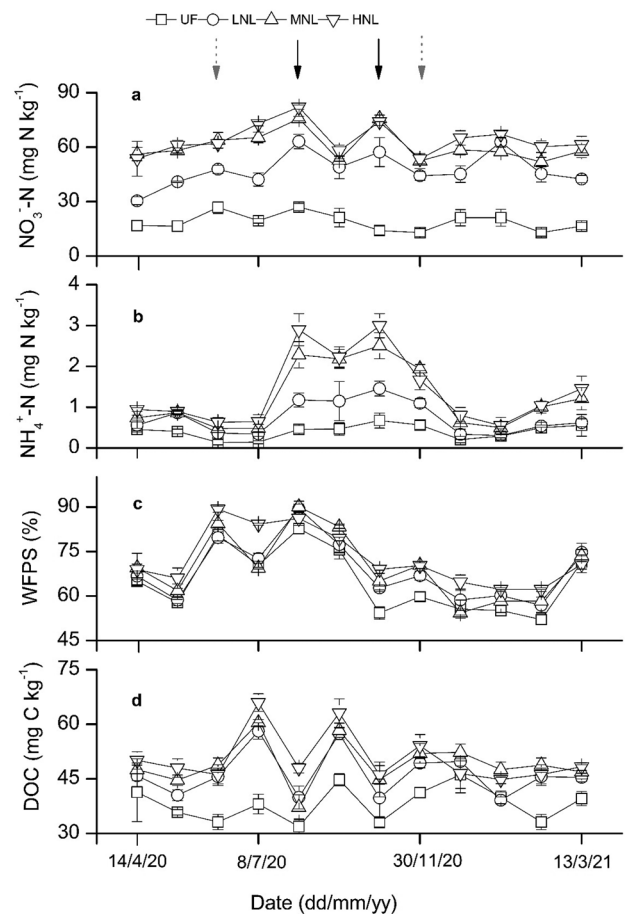 UF LNL MNL HNL
a
NO₃⁻-N (mg N kg⁻¹)
90
60
30
0
b
NH₄⁺-N (mg N kg⁻¹)
4
3
2
1
0
c
WFPS (%)
90
75
60
45
d
DOC (mg C kg⁻¹)
75
60
45
30
14/4/20 8/7/20 30/11/20 13/3/21
Date (dd/mm/yy)